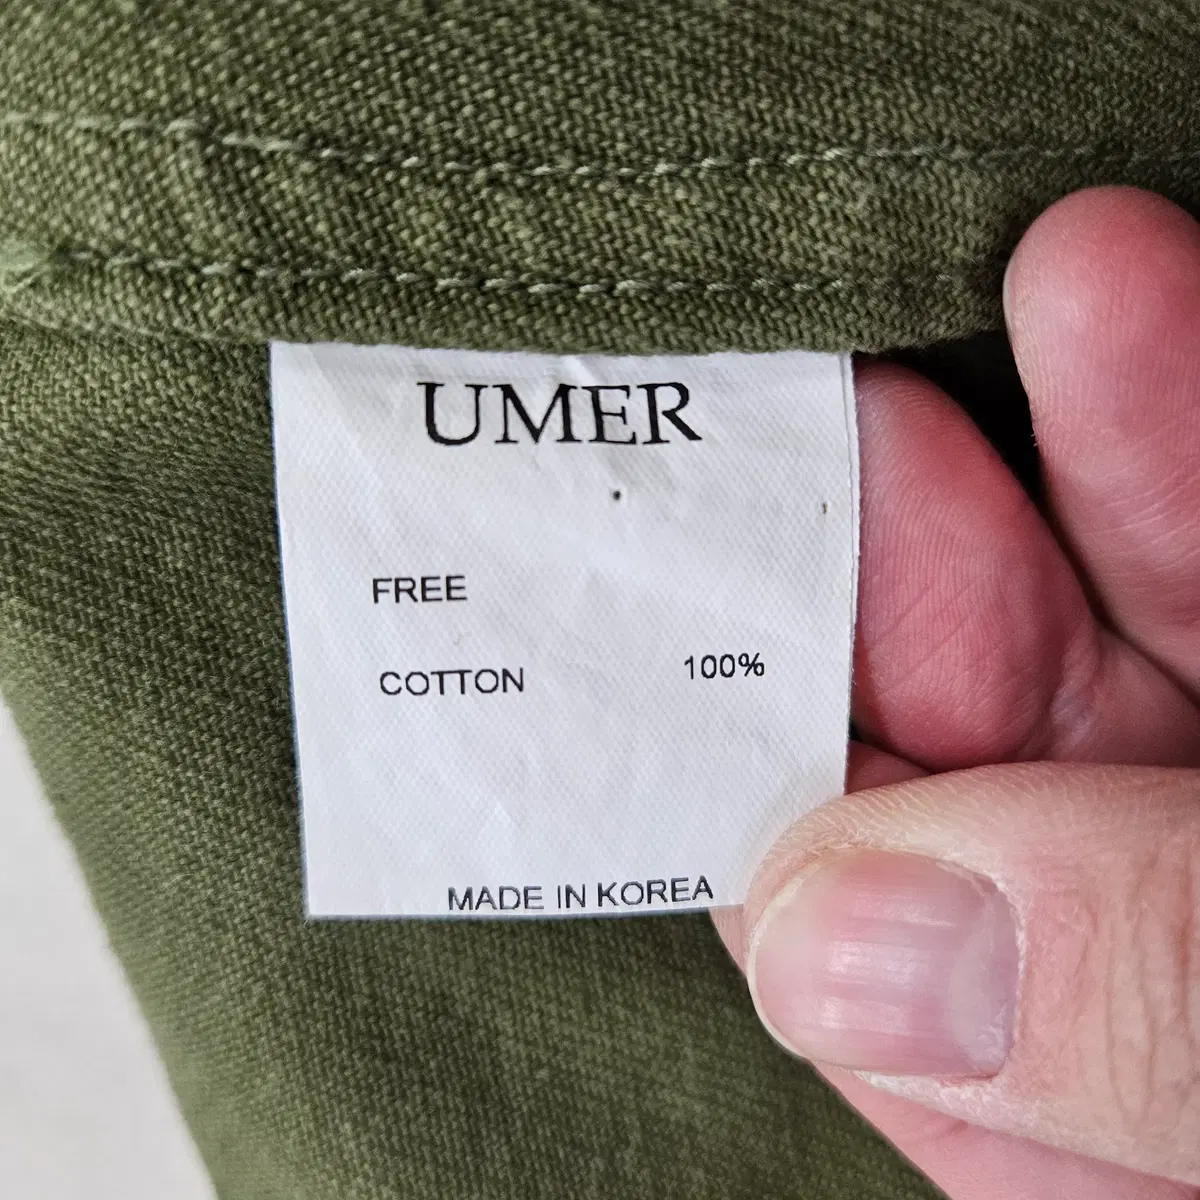 UMER
FREE
COTTON 100%
MADE IN KOREA